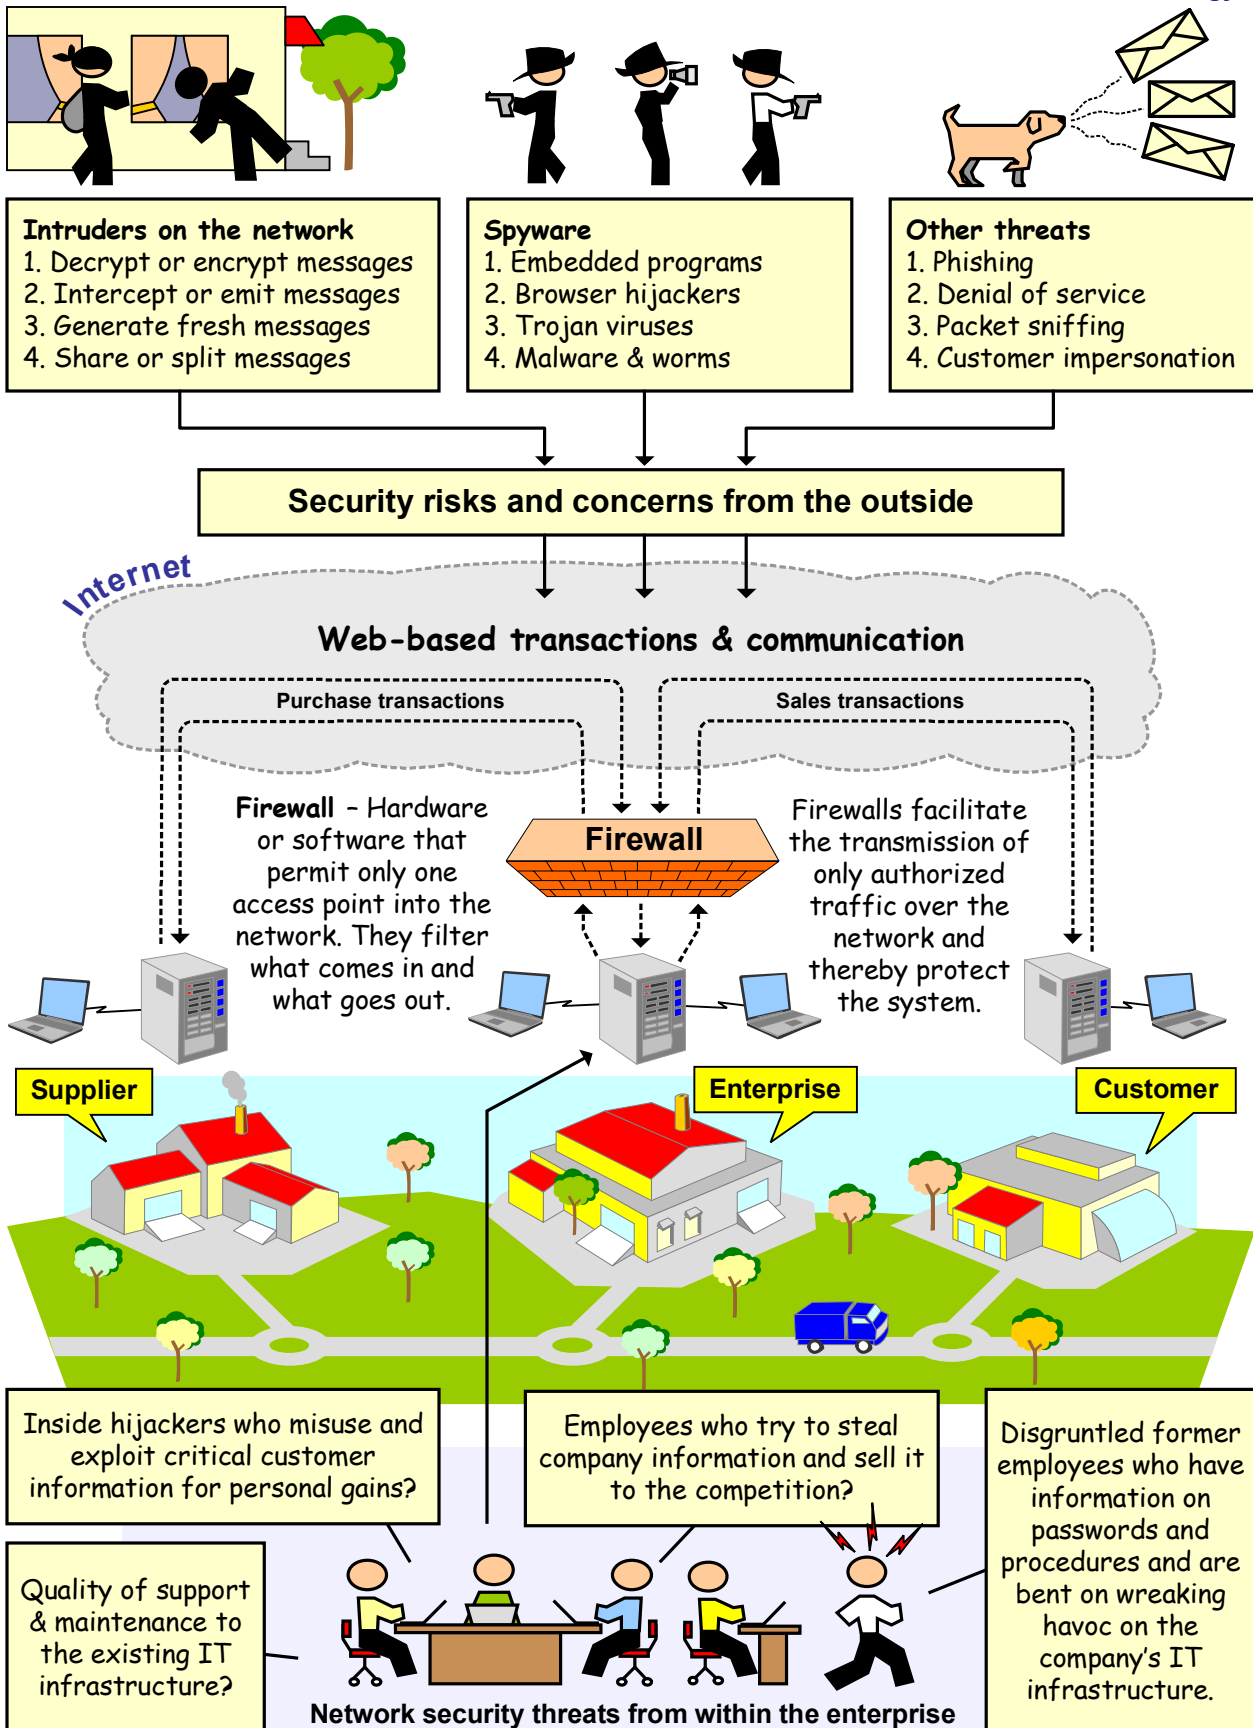 Intruders on the network
1. Decrypt or encrypt messages
2. Intercept or emit messages
3. Generate fresh messages
4. Share or split messages
Spyware
1. Embedded programs
2. Browser hijackers
3. Trojan viruses
4. Malware & worms
Other threats
1. Phishing
2. Denial of service
3. Packet sniffing
4. Customer impersonation
Security risks and concerns from the outside
Internet
Web-based transactions & communication
Purchase transactions
Sales transactions
Firewall – Hardware
or software that
permit only one
access point into the
network. They filter
what comes in and
what goes out.
Firewall
Firewalls facilitate
the transmission of
only authorized
traffic over the
network and
thereby protect
the system.
Supplier
Enterprise
Customer
Inside hijackers who misuse and
exploit critical customer
information for personal gains?
Employees who try to steal
company information and sell it
to the competition?
Disgruntled former
employees who have
information on
passwords and
procedures and are
bent on wreaking
havoc on the
company's IT
infrastructure.
Quality of support
& maintenance to
the existing IT
infrastructure?
Network security threats from within the enterprise